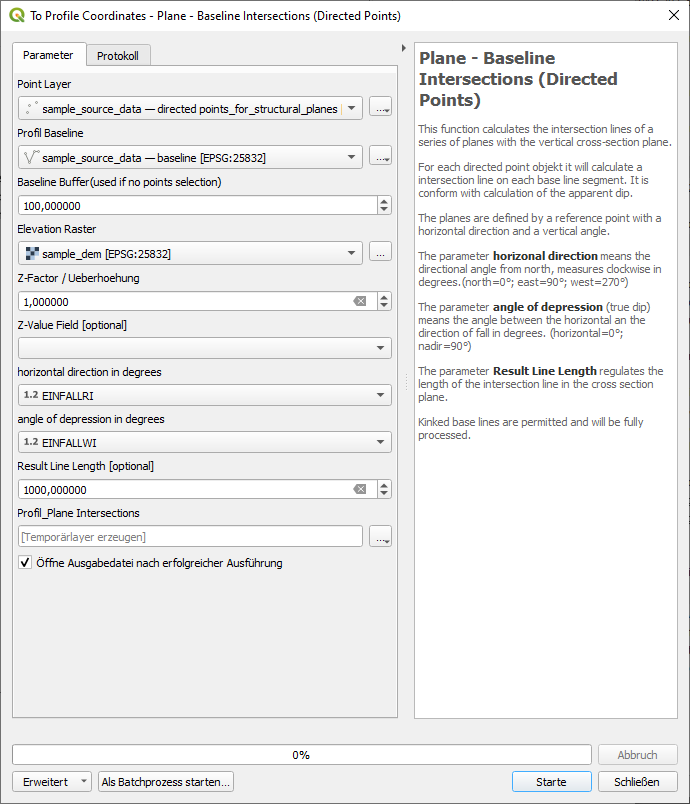 To Profile Coordinates - Plane - Baseline Intersections (Directed Points)
Parameter
Protokoll
Point Layer
sample_source_data — directed points_for_structural_planes
...
Profil Baseline
sample_source_data — baseline [EPSG:25832]
...
Baseline Buffer(used if no points selection)
100,000000
Elevation Raster
sample_dem [EPSG:25832]
...
Z-Factor / Ueberhoehung
1,000000
Z-Value Field [optional]
horizontal direction in degrees
1.2 EINFALLRI
angle of depression in degrees
1.2 EINFALLWI
Result Line Length [optional]
1000,000000
Profil_Plane Intersections
[Temporärlayer erzeugen]
...
Öffne Ausgabedatei nach erfolgreicher Ausführung
Plane - Baseline
Intersections (Directed
Points)
This function calculates the intersection lines of a
series of planes with the vertical cross-section plane.
For each directed point objekt it will calculate a
intersection line on each base line segment. It is
conform with calculation of the apparent dip.
The planes are defined by a reference point with a
horizontal direction and a vertical angle.
The parameter horizonal direction means the
directional angle from north, measures clockwise in
degrees.(north=0°; east=90°; west=270°)
The parameter angle of depression (true dip)
means the angle between the horizontal an the
direction of fall in degrees. (horizontal=0°;
nadir=90°)
The parameter Result Line Length regulates the
length of the intersection line in the cross section
plane.
Kinked base lines are permitted and will be fully
processed.
0%
Abbruch
Erweitert
Als Batchprozess starten...
Starte
Schließen